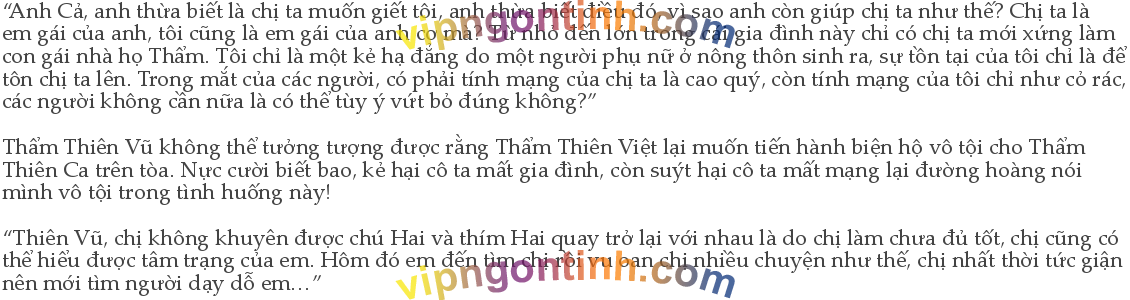 “Anh Cả, anh thừa biết là chị ta muốn giết tôi, anh thừa biết điều đó, vì sao anh còn giúp chị ta như thế? Chị ta là
em gái của anh, tôi cũng là em gái của anh cơ mà? Từ nhỏ đến lớn trong cái gia đình này chỉ có chị ta mới xứng làm
con gái nhà họ Thẩm. Tôi chỉ là một kẻ hạ đẳng do một người phụ nữ ở nông thôn sinh ra, sự tồn tại của tôi chỉ là để
tôn chị ta lên. Trong mắt của các người, có phải tính mạng của chị ta là cao quý, còn tính mạng của tôi chỉ như cỏ rác,
các người không cần nữa là có thể tùy ý vứt bỏ đúng không?”
Thẩm Thiên Vũ không thể tưởng tượng được rằng Thẩm Thiên Việt lại muốn tiến hành biện hộ vô tội cho Thẩm
Thiên Ca trên tòa. Nực cười biết bao, kẻ hại cô ta mất gia đình, còn suýt hại cô ta mất mạng lại đường hoàng nói
mình vô tội trong tình huống này!
“Thiên Vũ, chị không khuyên được chú Hai và thím Hai quay trở lại với nhau là do chị làm chưa đủ tốt, chị cũng có
thể hiểu được tâm trạng của em. Hôm đó em đến tìm chị rồi vu oan chị nhiều chuyện như thế, chị nhất thời tức giận
nên mới tìm người dạy dỗ em…”
vipngontinh.com
vipngontinh.com